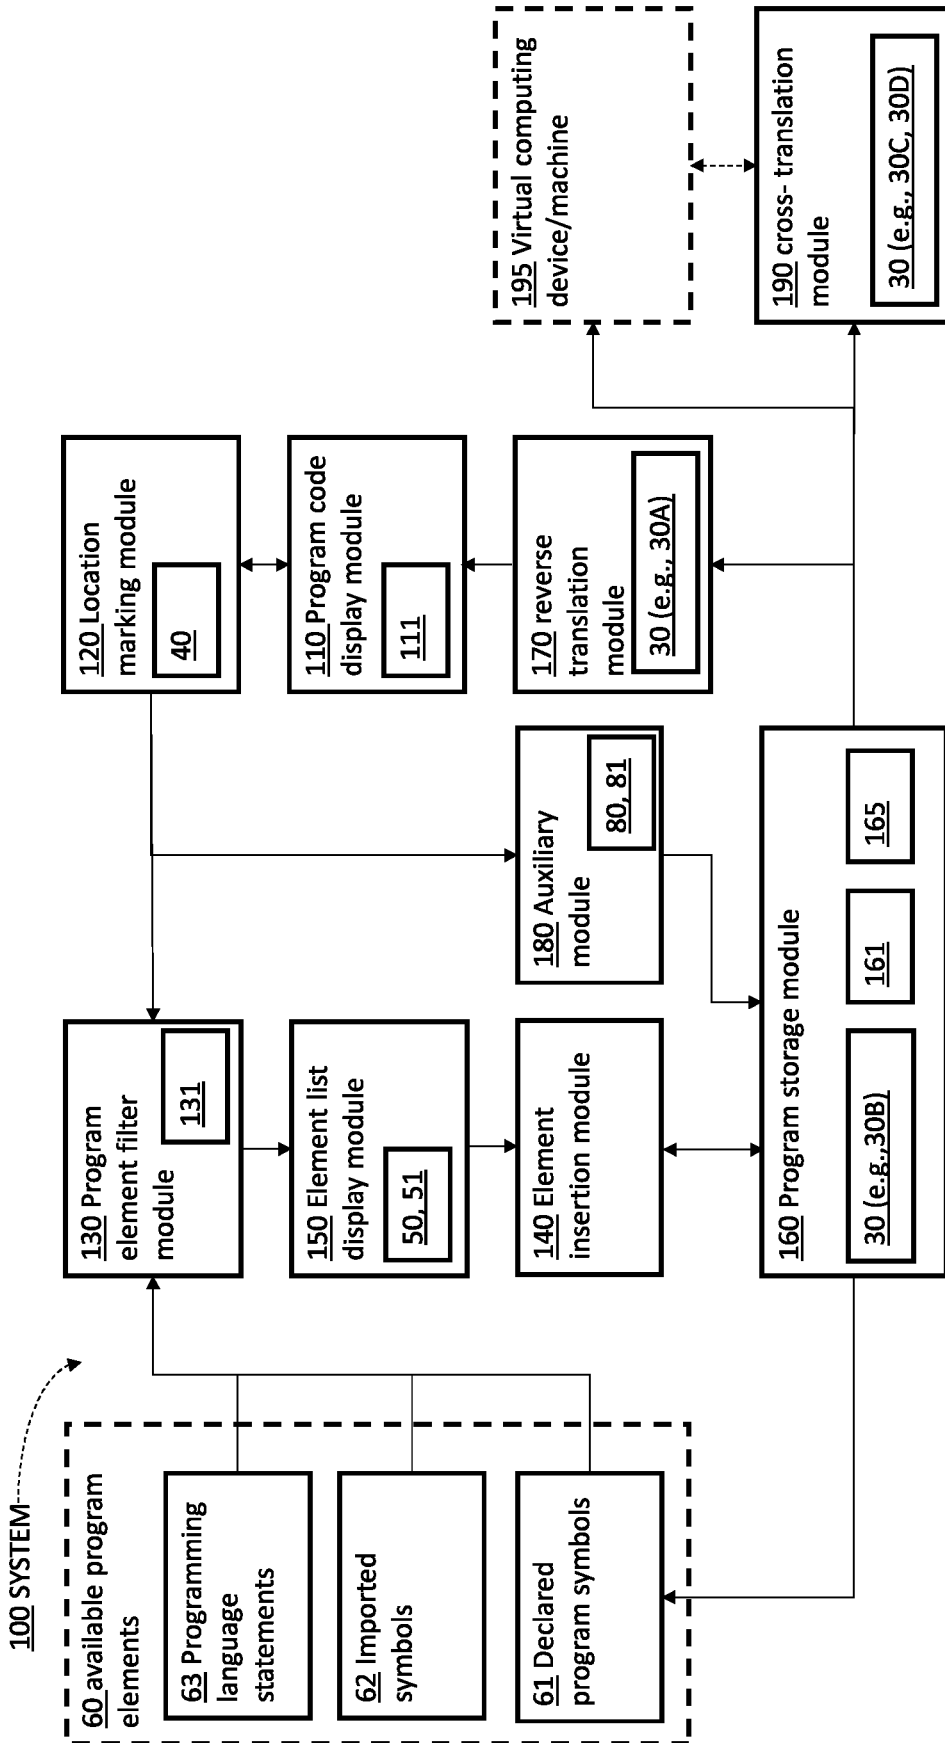 100 SYSTEM
60 available program
elements
63 Programming
language
statements
62 Imported
symbols
61 Declared
program symbols
130 Program
element filter
module
131
150 Element list
display module
50, 51
140 Element
insertion module
120 Location
marking module
40
110 Program code
display module
111
170 reverse
translation
module
30 (e.g., 30A)
180 Auxiliary
module
80, 81
160 Program storage module
30 (e.g.,30B)
161
165
195 Virtual computing
device/machine
190 cross- translation
module
30 (e.g., 30C, 30D)